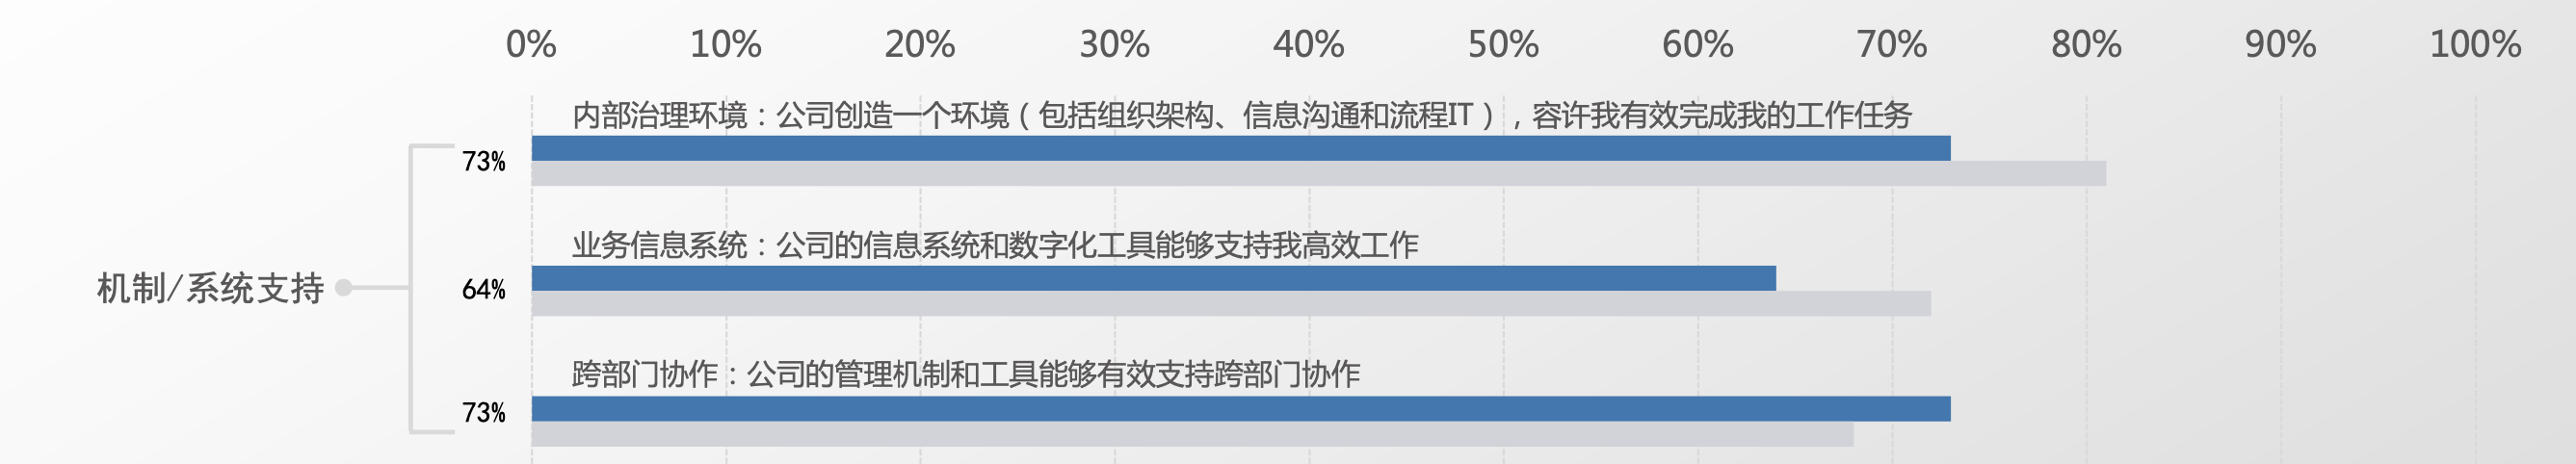 0% 10% 20% 30% 40% 50% 60% 70% 80% 90% 100%
内部治理环境：公司创造一个环境（包括组织架构、信息沟通和流程IT），容许我有效完成我的工作任务
73%
业务信息系统：公司的信息系统和数字化工具能够支持我高效工作
机制/系统支持
64%
跨部门协作：公司的管理机制和工具能够有效支持跨部门协作
73%